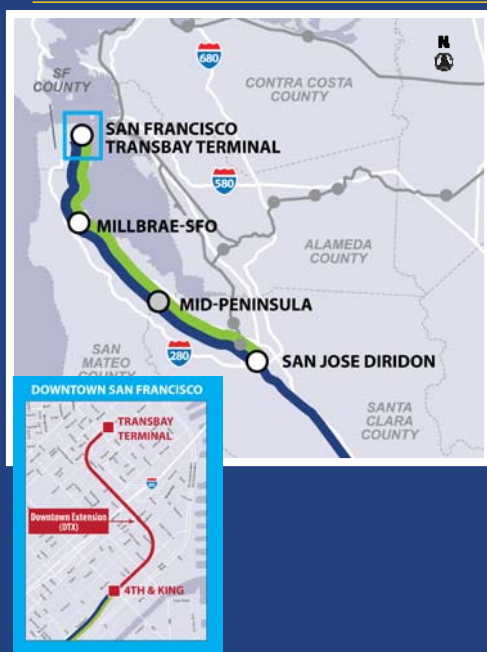 N
680
SF
COUNTY
CONTRA COSTA
COUNTY
SAN FRANCISCO
TRANSBAY TERMINAL
580
MILLBRAE-SFO
ALAMEDA
COUNTY
MID-PENINSULA
280
SAN
MATEO
COUNTY
SAN JOSE DIRIDON
SANTA
CLARA
COUNTY
DOWNTOWN SAN FRANCISCO
TRANSBAY
TERMINAL
80
Downtown Extension
(DTX)
4TH & KING